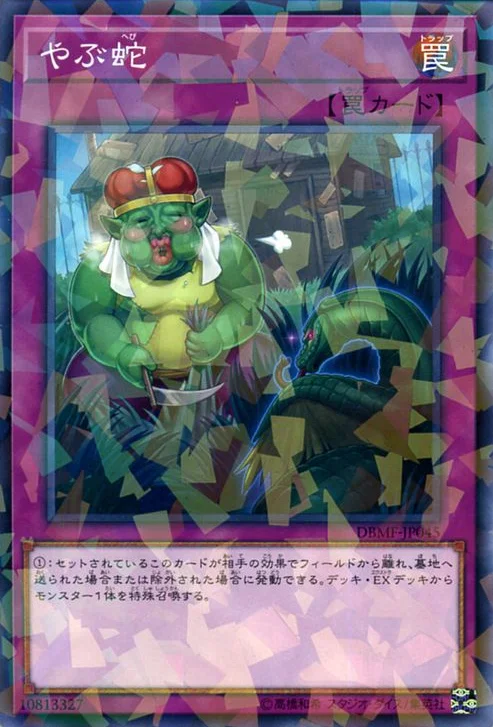 やぶ蛇
罠
【罠カード】
DBMF-JP045
①:セットされているこのカードが相手の効果でフィールドから離れ、墓地へ
送られた場合または除外された場合に発動できる。デッキ・EXデッキから
モンスター1体を特殊召喚する。
10813327
©高橋和希 スタジオ・ダイス/集英社